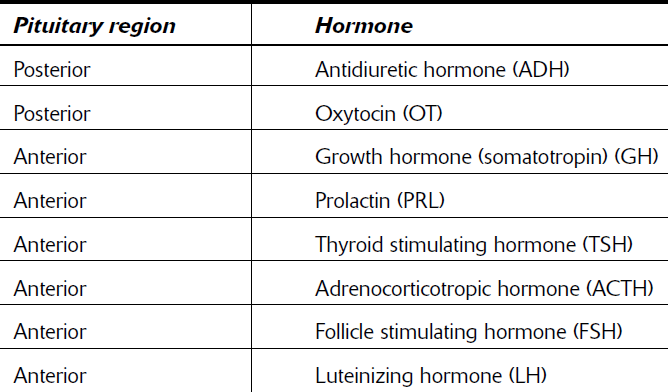 Pituitary region Hormone
Posterior Antidiuretic hormone (ADH)
Posterior Oxytocin (OT)
Anterior Growth hormone (somatotropin) (GH)
Anterior Prolactin (PRL)
Anterior Thyroid stimulating hormone (TSH)
Anterior Adrenocorticotropic hormone (ACTH)
Anterior Follicle stimulating hormone (FSH)
Anterior Luteinizing hormone (LH)